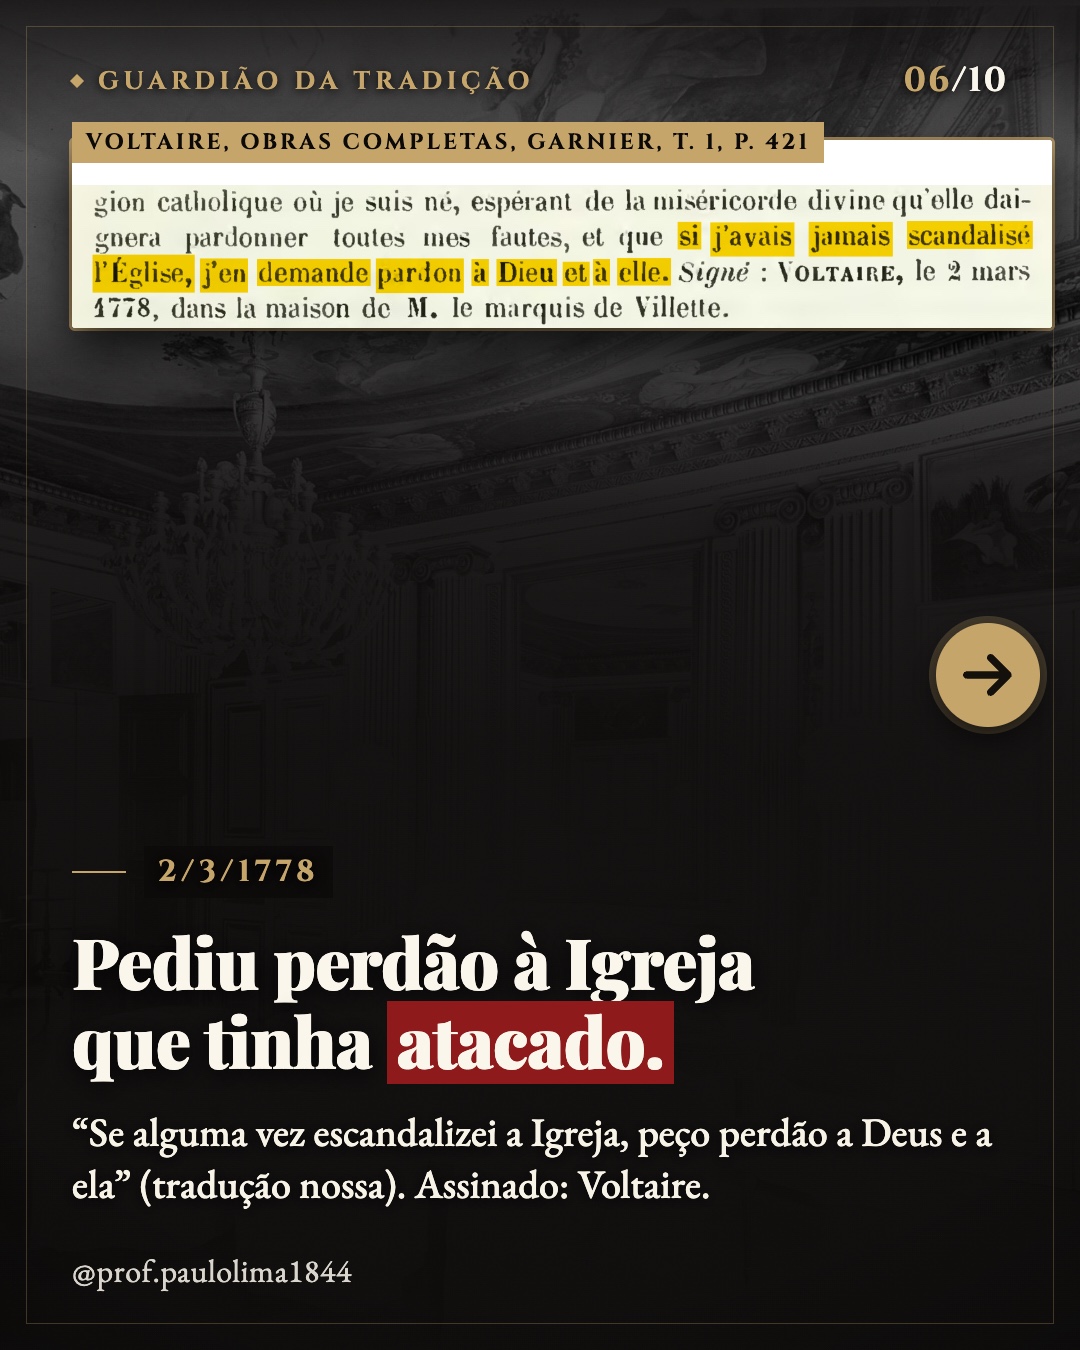 GUARDIÃO DA TRADIÇÃO
06/10
VOLTAIRE, OBRAS COMPLETAS, GARNIER, T. 1, P. 421
gion catholique où je suis né, espérant de la miséricorde divine qu'elle dai-
gnera pardonner toutes mes fautes, et que si j'avais jamais scandalisé
l'Église, j'en demande pardon à Dieu et à elle. Signé : VOLTAIRE, le 2 mars
1778, dans la maison de M. le marquis de Villette.
2/3/1778
Pediu perdão à Igreja
que tinha atacado.
“Se alguma vez escandalizei a Igreja, peço perdão a Deus e a
ela” (tradução nossa). Assinado: Voltaire.
@prof.paulolima1844